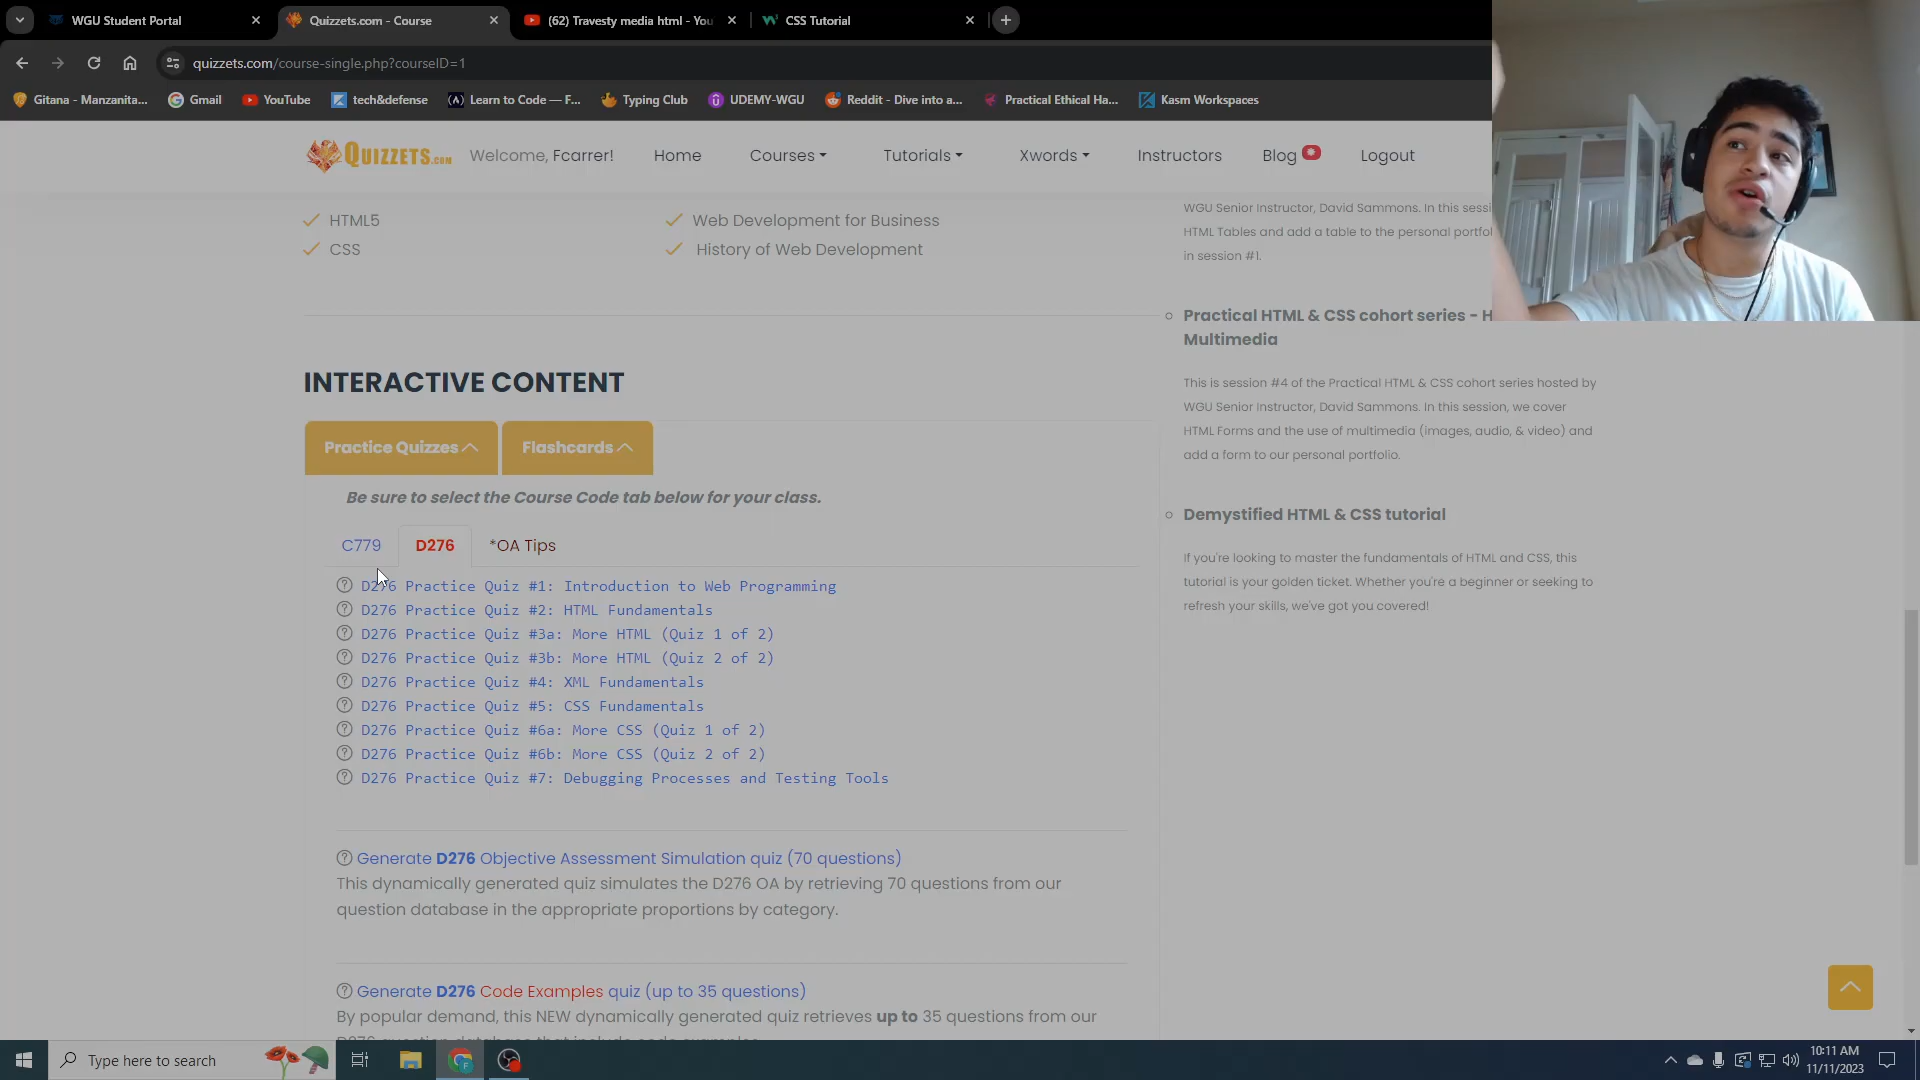 WGU Student Portal
Quizzets.com - Course
(62) Travesty media html - You
CSS Tutorial
quizzets.com/course-single.php?courseID=1
Gitana - Manzanita...
Gmail
YouTube
tech&defense
Learn to Code — F...
Typing Club
UDEMY-WGU
Reddit - Dive into a...
Practical Ethical Ha...
Kasm Workspaces
QUIZZETS.COM
Welcome, Fcarrer!
Home
Courses
Tutorials
Xwords
Instructors
Blog
Logout
HTML5
Web Development for Business
CSS
History of Web Development
WGU Senior Instructor, David Sammons. In this sessi
HTML Tables and add a table to the personal portfo
in session #1.
Practical HTML & CSS cohort series - H
Multimedia
This is session #4 of the Practical HTML & CSS cohort series hosted by
WGU Senior Instructor, David Sammons. In this session, we cover
HTML Forms and the use of multimedia (images, audio, & video) and
add a form to our personal portfolio.
Demystified HTML & CSS tutorial
If you're looking to master the fundamentals of HTML and CSS, this
tutorial is your golden ticket. Whether you're a beginner or seeking to
refresh your skills, we've got you covered!
INTERACTIVE CONTENT
Practice Quizzes
Flashcards
Be sure to select the Course Code tab below for your class.
C779
D276
*OA Tips
D276 Practice Quiz #1: Introduction to Web Programming
D276 Practice Quiz #2: HTML Fundamentals
D276 Practice Quiz #3a: More HTML (Quiz 1 of 2)
D276 Practice Quiz #3b: More HTML (Quiz 2 of 2)
D276 Practice Quiz #4: XML Fundamentals
D276 Practice Quiz #5: CSS Fundamentals
D276 Practice Quiz #6a: More CSS (Quiz 1 of 2)
D276 Practice Quiz #6b: More CSS (Quiz 2 of 2)
D276 Practice Quiz #7: Debugging Processes and Testing Tools
Generate D276 Objective Assessment Simulation quiz (70 questions)
This dynamically generated quiz simulates the D276 OA by retrieving 70 questions from our
question database in the appropriate proportions by category.
Generate D276 Code Examples quiz (up to 35 questions)
By popular demand, this NEW dynamically generated quiz retrieves up to 35 questions from our
D276 question database that include code examples.
Type here to search
10:11 AM
11/11/2023